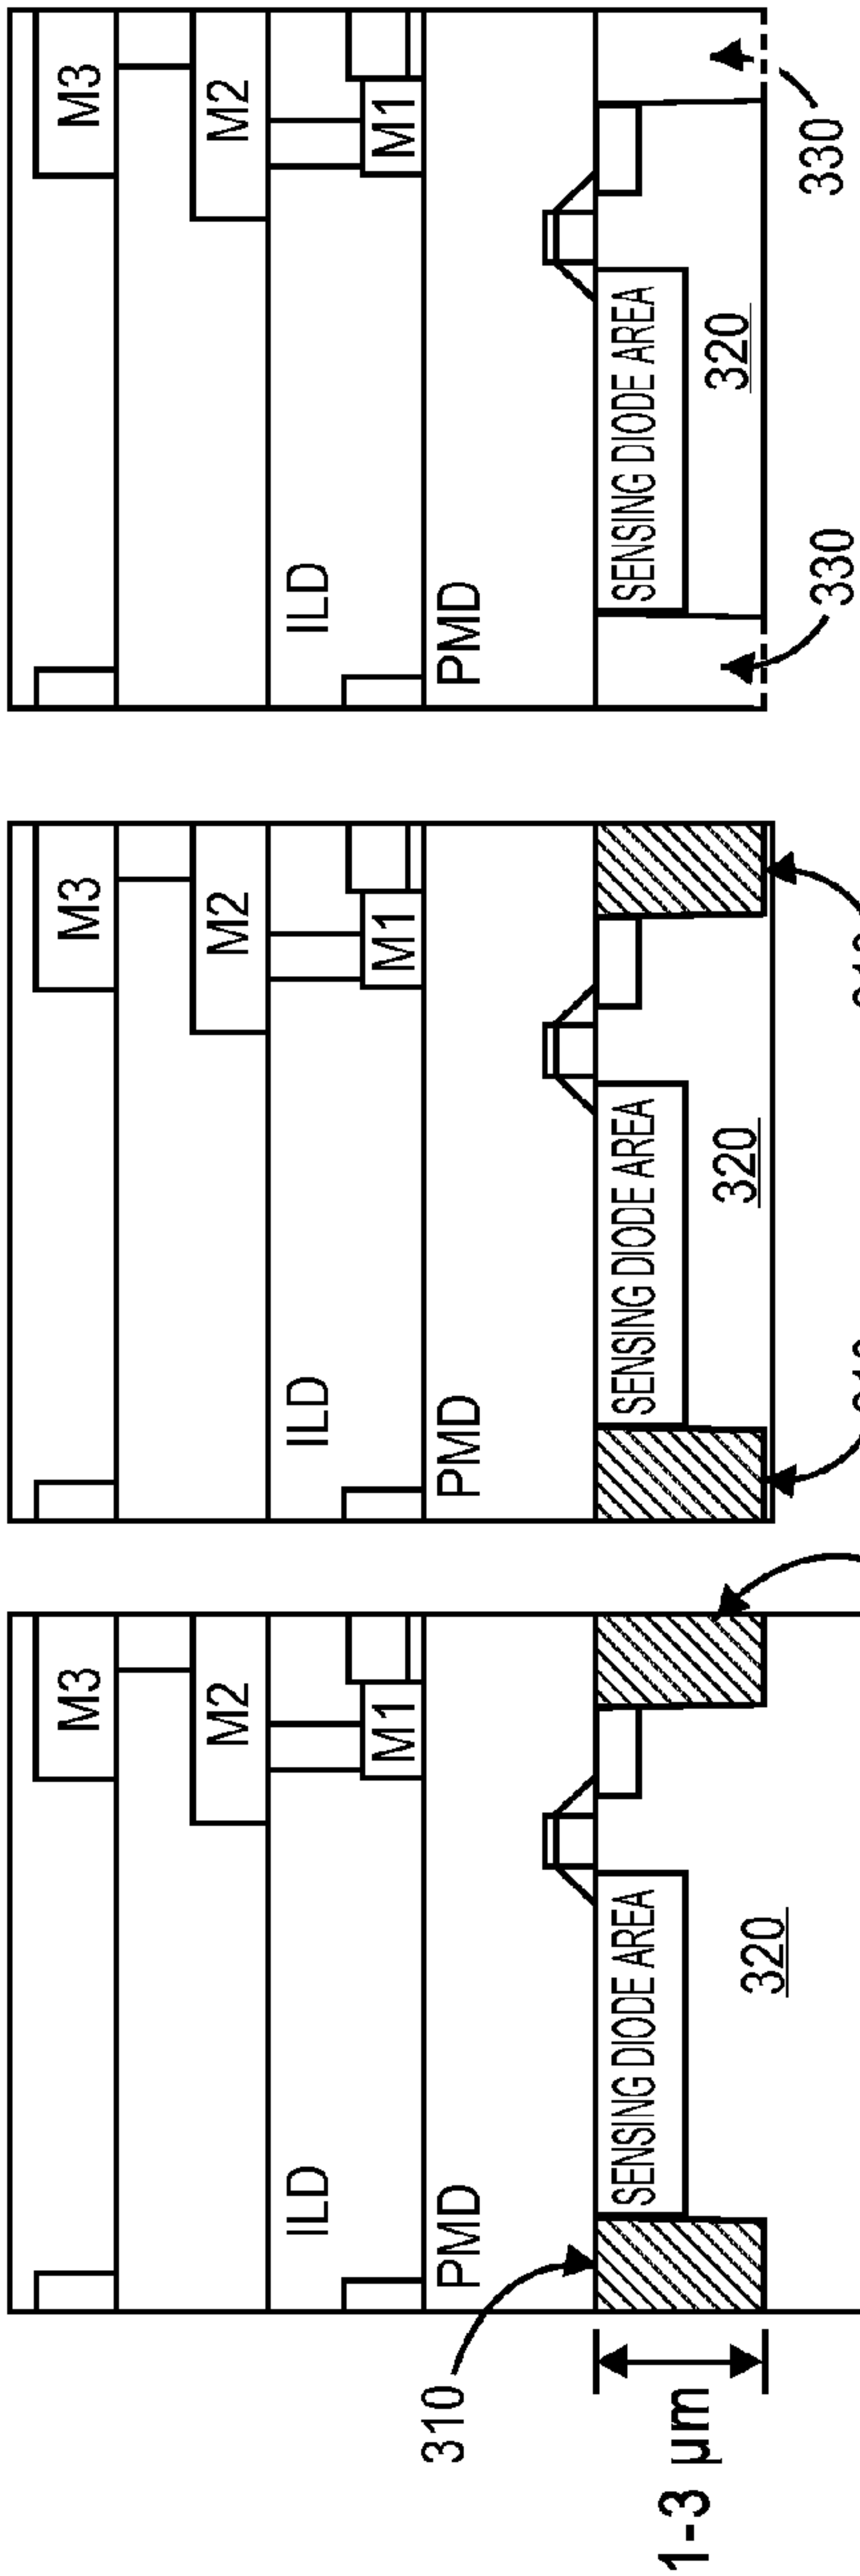 M3
M2
ILD
M1
PMD
310
SENSING DIODE AREA
320
1-3 µm
M3
M2
ILD
M1
PMD
SENSING DIODE AREA
320
M3
M2
ILD
M1
PMD
SENSING DIODE AREA
320
330
330